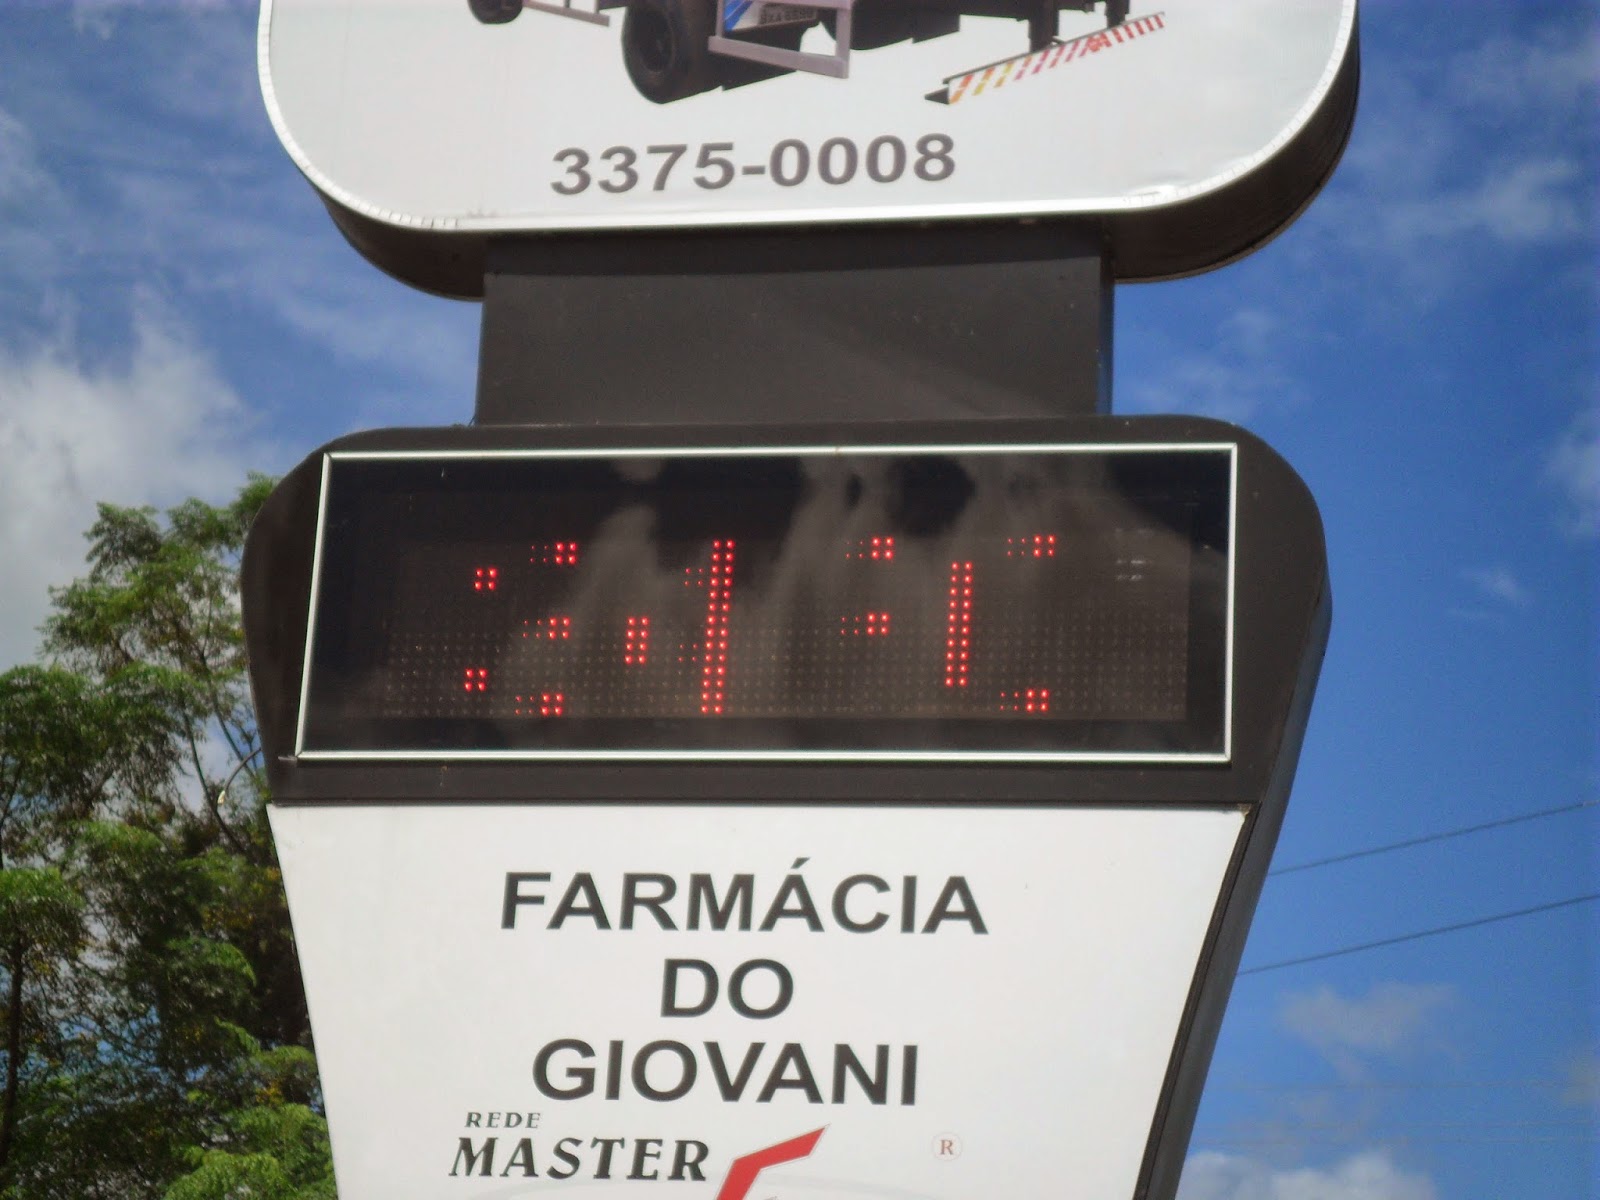 3375-0008
FARMÁCIA
DO
GIOVANI
REDE
MASTER
R